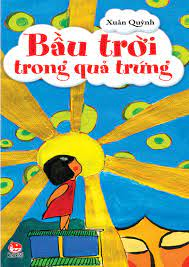 Xuân Quỳnh
Bầu trời
trong quả trứng